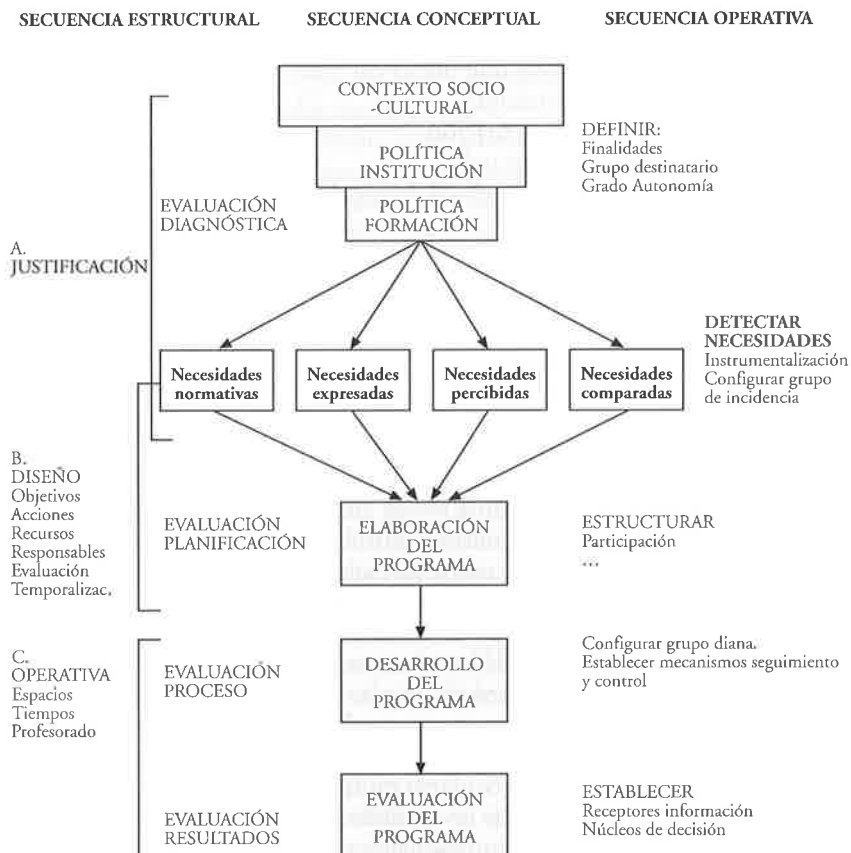 SECUENCIA ESTRUCTURAL
SECUENCIA CONCEPTUAL
SECUENCIA OPERATIVA
CONTEXTO SOCIO
-CULTURAL
POLÍTICA
INSTITUCIÓN
POLÍTICA
FORMACIÓN
DEFINIR:
Finalidades
Grupo destinatario
Grado Autonomía
EVALUACIÓN
DIAGNÓSTICA
A.
JUSTIFICACIÓN
Necesidades
normativas
Necesidades
expresadas
Necesidades
percibidas
Necesidades
comparadas
DETECTAR
NECESIDADES
Instrumentalización
Configurar grupo
de incidencia
B.
DISEÑO
Objetivos
Acciones
Recursos
Responsables
Evaluación
Temporalizac.
EVALUACIÓN
PLANIFICACIÓN
ELABORACIÓN
DEL
PROGRAMA
ESTRUCTURAR
Participación
...
C.
OPERATIVA
Espacios
Tiempos
Profesorado
EVALUACIÓN
PROCESO
DESARROLLO
DEL
PROGRAMA
Configurar grupo diana.
Establecer mecanismos seguimiento
y control
EVALUACIÓN
RESULTADOS
EVALUACIÓN
DEL
PROGRAMA
ESTABLECER
Receptores información
Núcleos de decisión